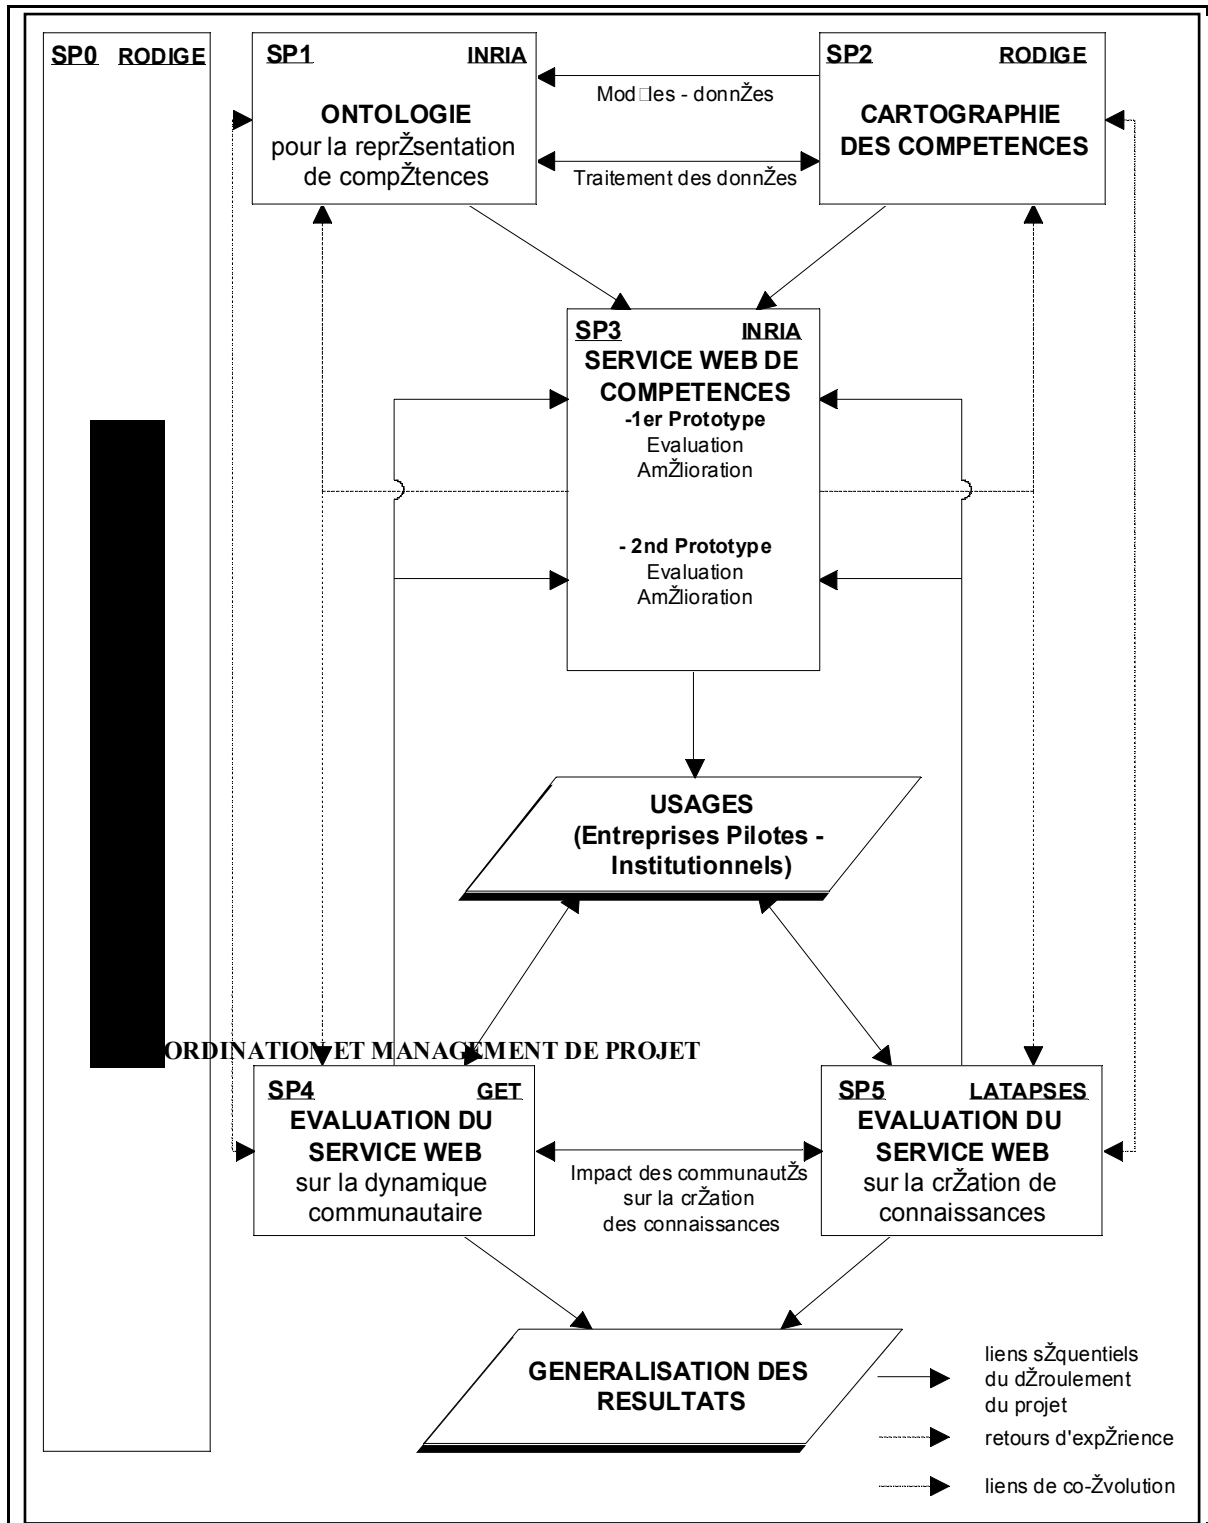 SP0 RODIGE
SP1 INRIA
ONTOLOGIE
pour la reprŽsentation
de compŽtences
Mod□les - donnŽes
Traitement des donnŽes
SP2 RODIGE
CARTOGRAPHIE
DES COMPETENCES
SP3 INRIA
SERVICE WEB DE
COMPETENCES
-1er Prototype
Evaluation
AmŽlioration
- 2nd Prototype
Evaluation
AmŽlioration
USAGES
(Entreprises Pilotes -
Institutionnels)
ORDINATION ET MANAGEMENT DE PROJET
SP4 GET
EVALUATION DU
SERVICE WEB
sur la dynamique
communautaire
Impact des communautŽs
sur la crŽation
des connaissances
SP5 LATAPSES
EVALUATION DU
SERVICE WEB
sur la crŽation de
connaissances
GENERALISATION DES
RESULTATS
liens sŽquentiels
du dŽroulement
du projet
retours d'expŽrience
liens de co-Žvolution